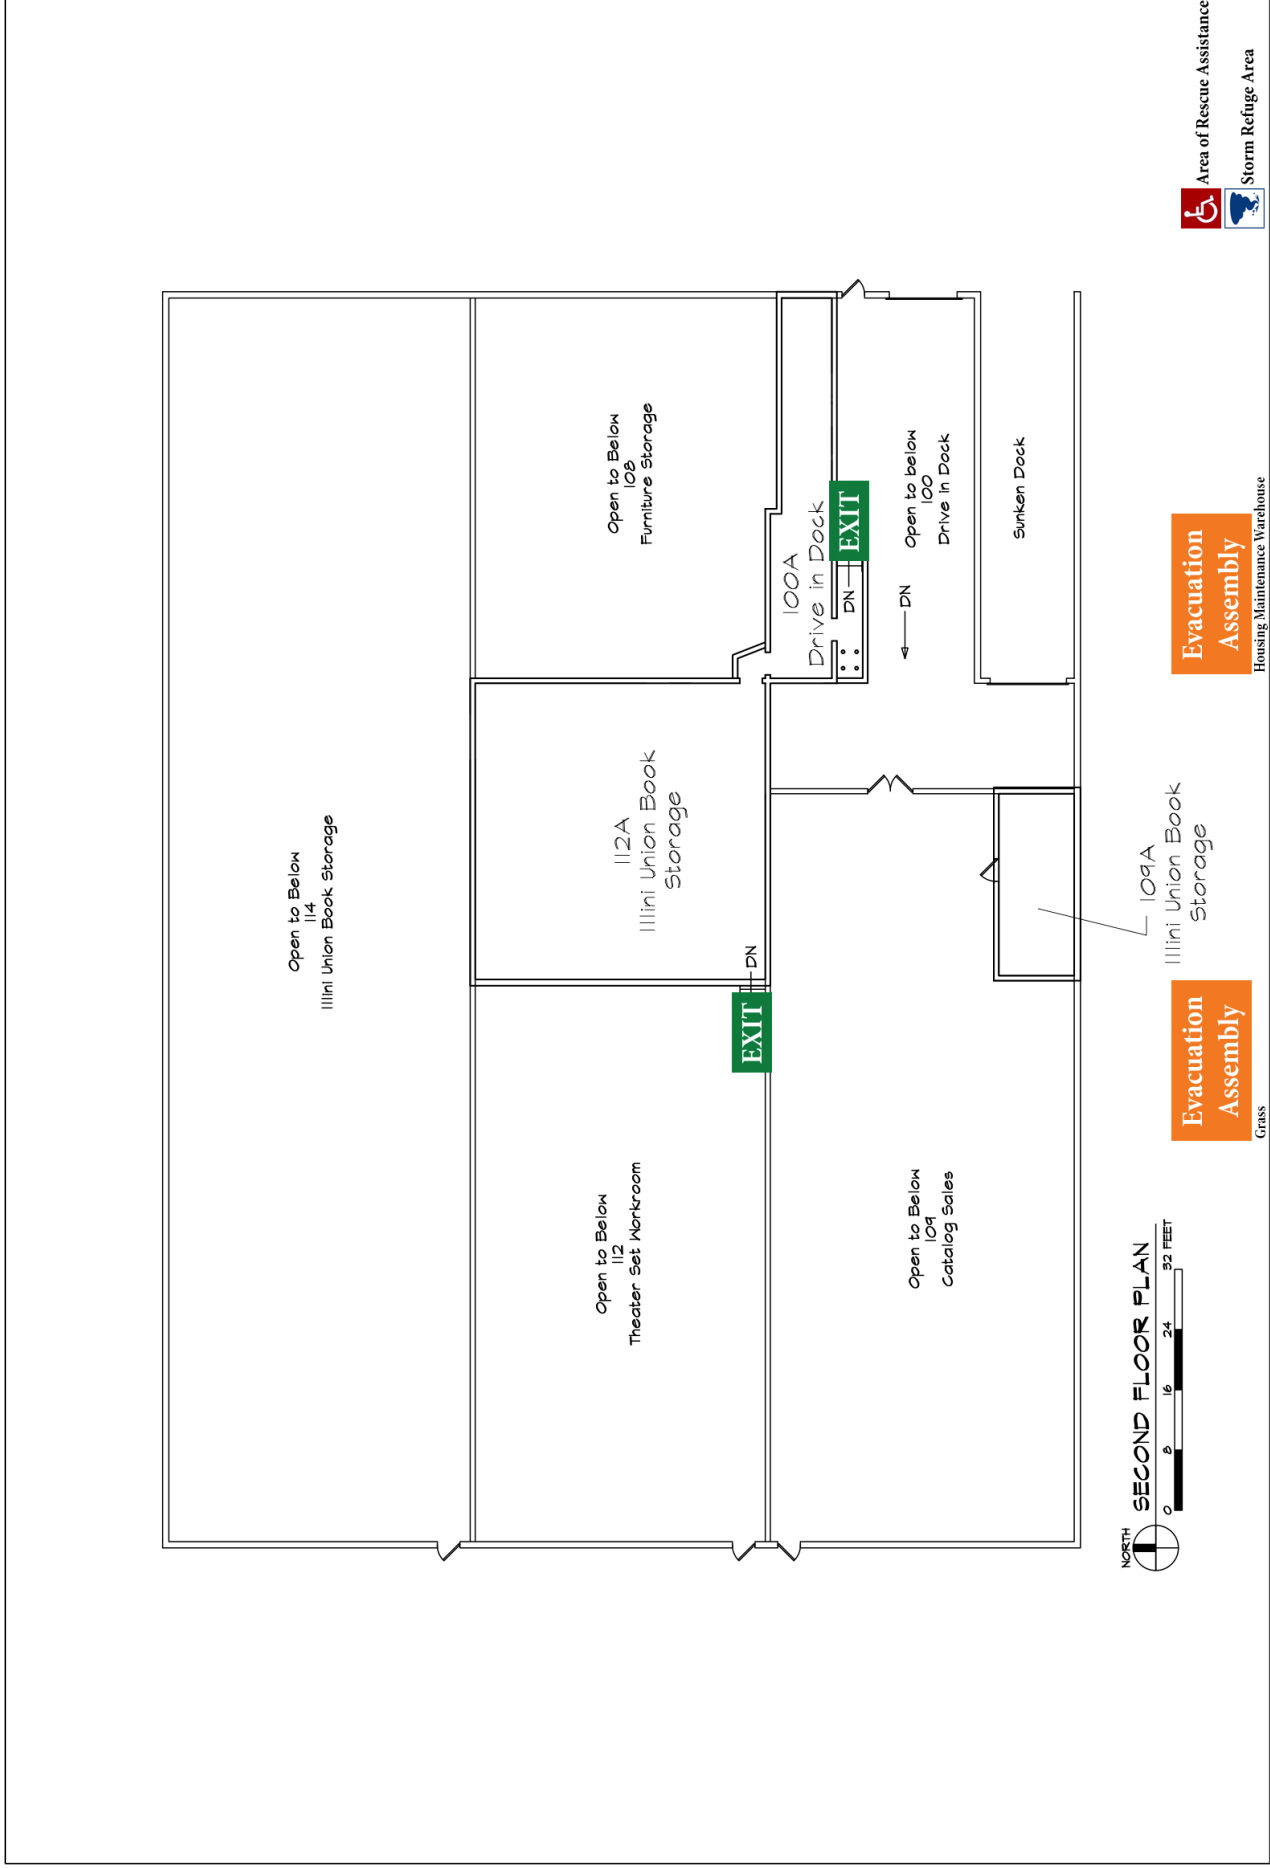 Open to Below
114
Illini Union Book Storage
Open to Below
112
Theater Set Workroom
112A
Illini Union Book
Storage
Open to Below
108
Furniture Storage
EXIT
DN
100A
Drive in Dock
DN
EXIT
DN
Open to below
100
Drive in Dock
Sunken Dock
Open to Below
109
Catalog Sales
109A
Illini Union Book
Storage
NORTH
SECOND FLOOR PLAN
0 8 16 24 32 FEET
Evacuation
Assembly
Grass
Evacuation
Assembly
Housing Maintenance Warehouse
Area of Rescue Assistance
Storm Refuge Area